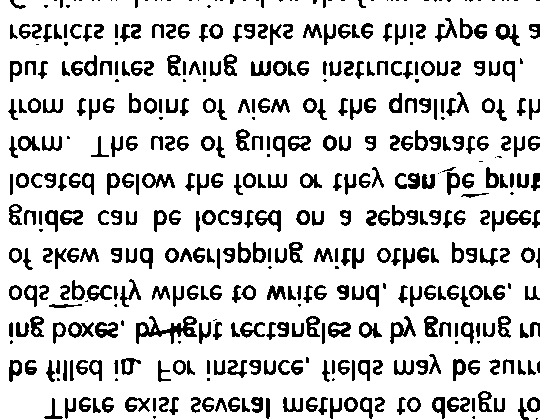 There exist several methods to design fo
be filled in. For instance, fields may be surr
ing boxes, by light rectangles or by guiding ru
ods specify where to write and, therefore, m
of skew and overlapping with other parts of
guides can be located on a separate sheet
located below the form or they can be print
form. The use of guides on a separate she
from the point of view of the quality of th
but requires giving more instructions and,
restricts its use to tasks where this type of a